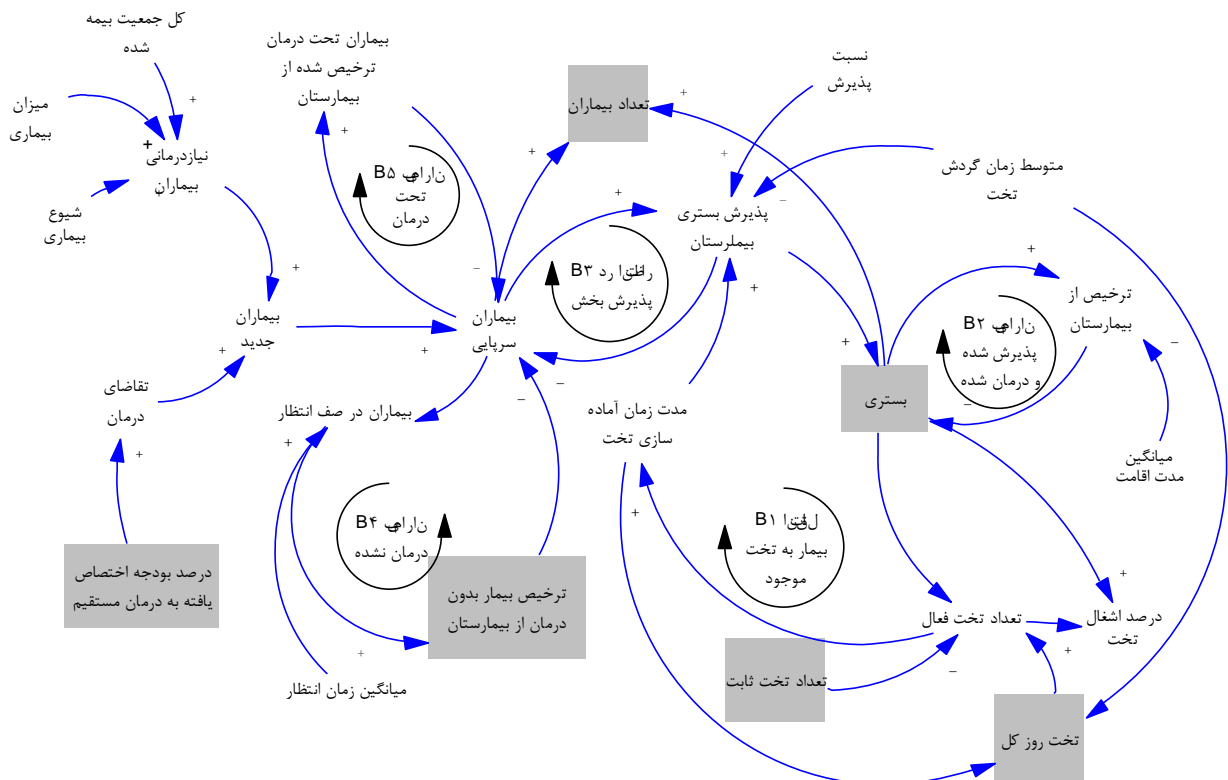 کل جمعیت بیمه
شده
میزان
بیماری
شیوع
بیماری
نیازدرمانی
بیماران
بیماران
جدید
تقاضای
درمان
درصد بودجه اختصاص
یافته به درمان مستقیم
بیماران تحت درمان
ترخیص شده از
بیمارستان
B۵
تحت
درمان
بیماران
سرپایی
بیماران در صف انتظار
B۴
درمان نشده
ترخیص بیمار بدون
درمان از بیمارستان
میانگین زمان انتظار
تعداد بیماران
نسبت
پذیرش
پذیرش بستری
بیملرستان
B۳
پذیرش بخش
مدت زمان آماده
سازی تخت
متوسط زمان گردش
تخت
ترخیص از
بیمارستان
B۲
پذیرش شده
و درمان شده
بستری
میانگین
مدت اقامت
B۱
بیمار به تخت
موجود
تعداد تخت فعال
درصد اشغال
تخت
تعداد تخت ثابت
تخت روز کل